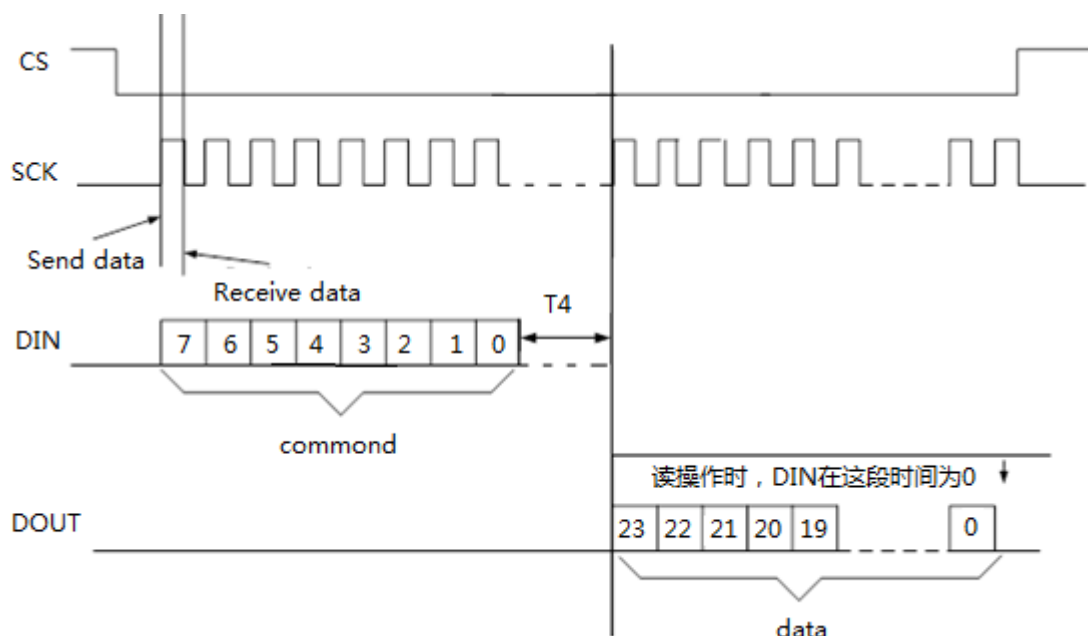 CS
SCK
Send data
Receive data
T4
DIN
7 6 5 4 3 2 1 0
commond
读操作时，DIN在这段时间为0
DOUT
23 22 21 20 19 0
data